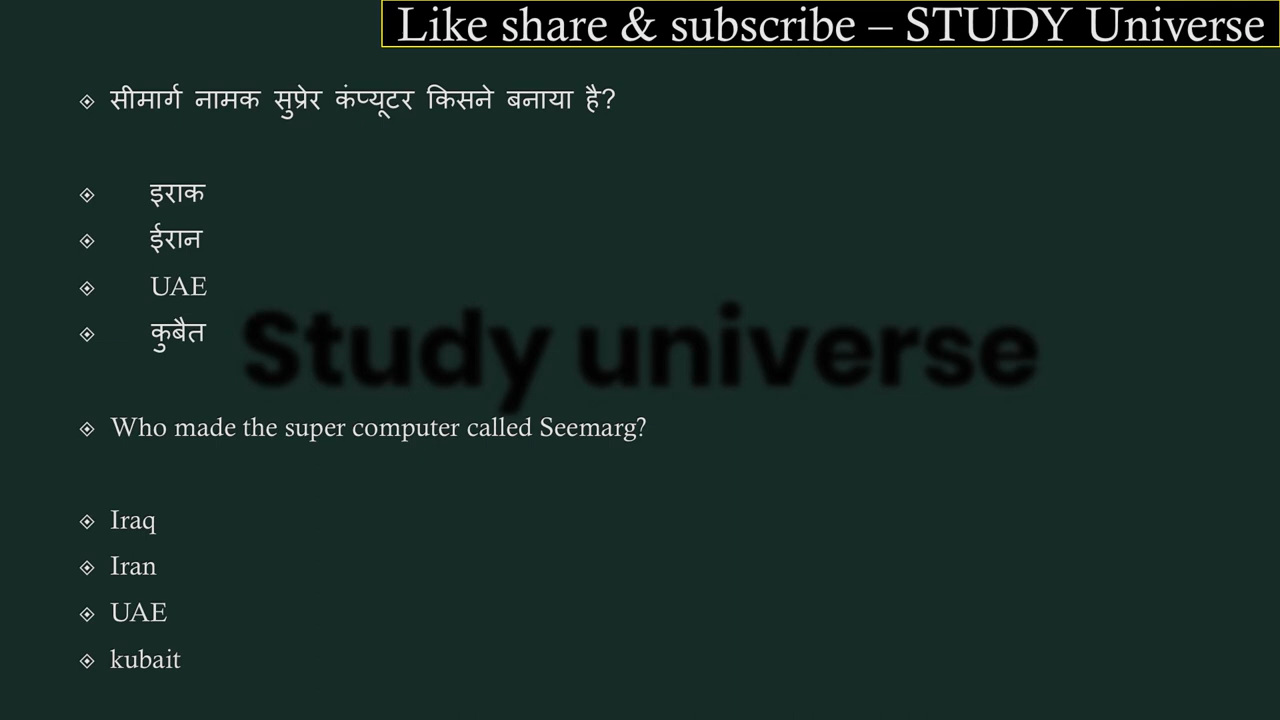 Like share & subscribe – STUDY Universe
सीमार्ग नामक सुप्रेर कंप्यूटर किसने बनाया है?
इराक
ईरान
UAE
कुबैत
Study universe
Who made the super computer called Seemarg?
Iraq
Iran
UAE
kubait